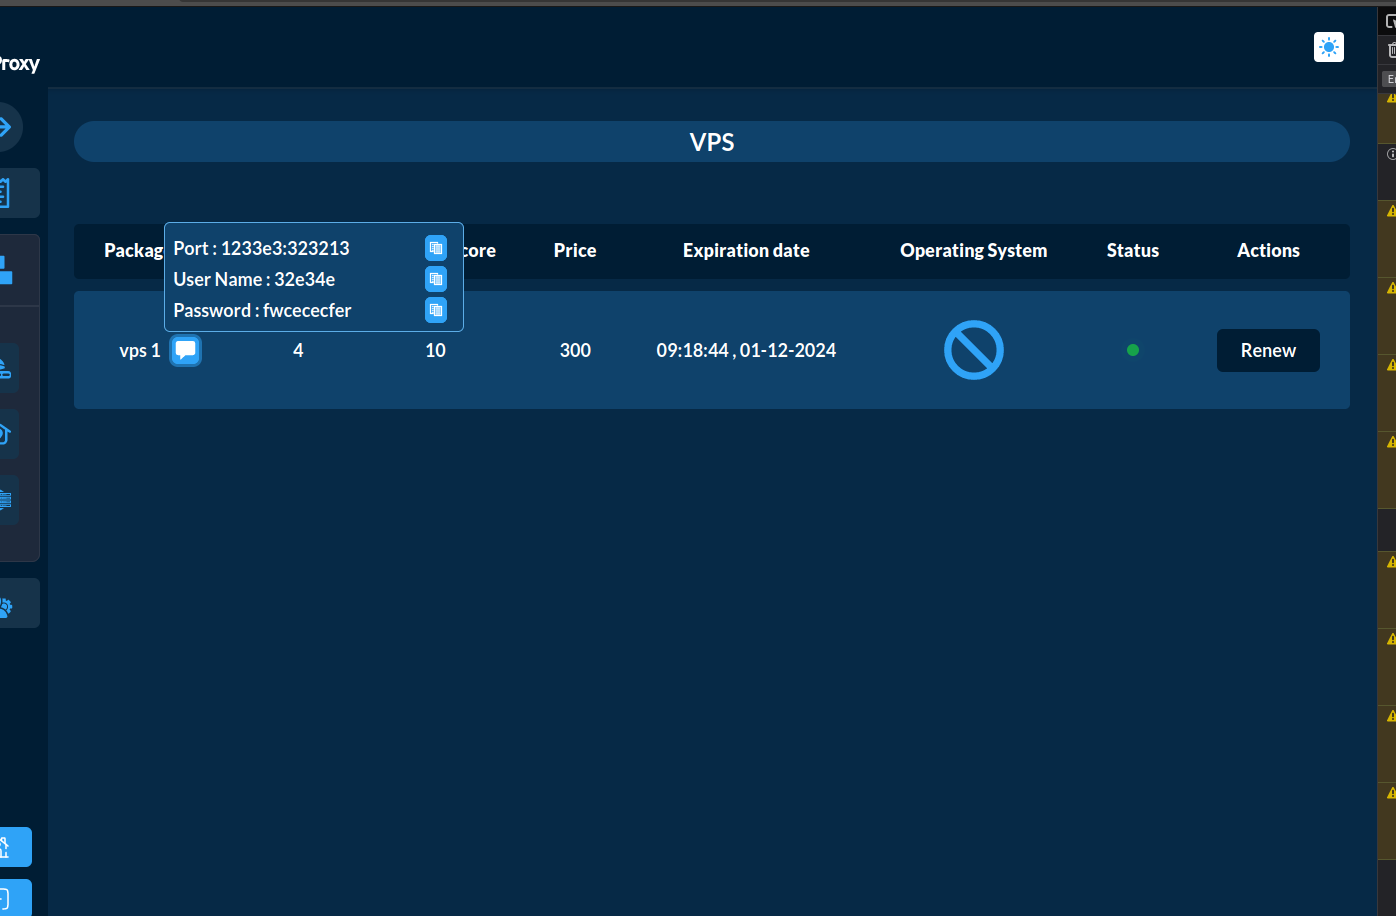 Proxy
VPS
Port : 1233e3:323213
User Name : 32e34e
Password : fwcececfer
Packag
core
Price
Expiration date
Operating System
Status
Actions
vps 1
4
10
300
09:18:44 , 01-12-2024
Renew